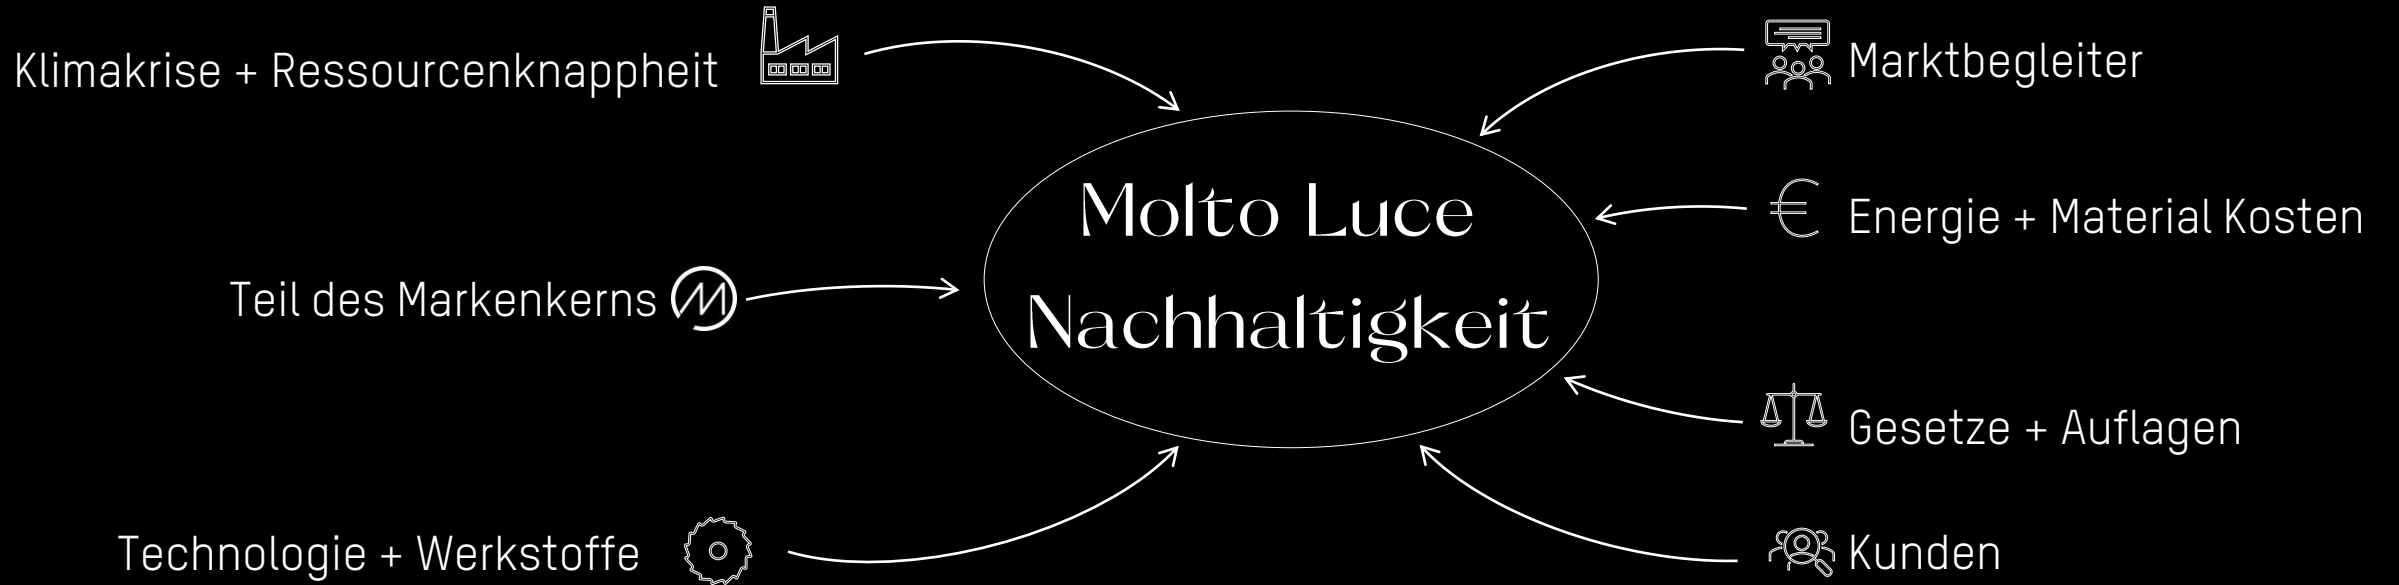 Klimakrise + Ressourcenknappheit
Teil des Markenkerns
Technologie + Werkstoffe
Molto Luce
Nachhaltigkeit
Marktbegleiter
Energie + Material Kosten
Gesetze + Auflagen
Kunden